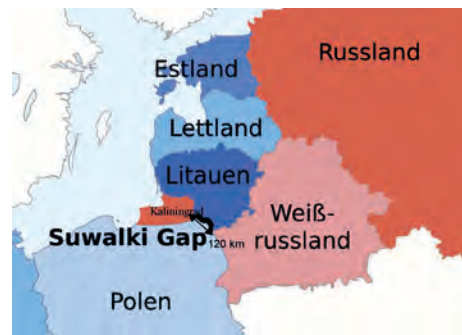 Russland
Estland
Lettland
Litauen
Kaliningrad
Weiß-
russland
Suwalki Gap 120 km
Polen